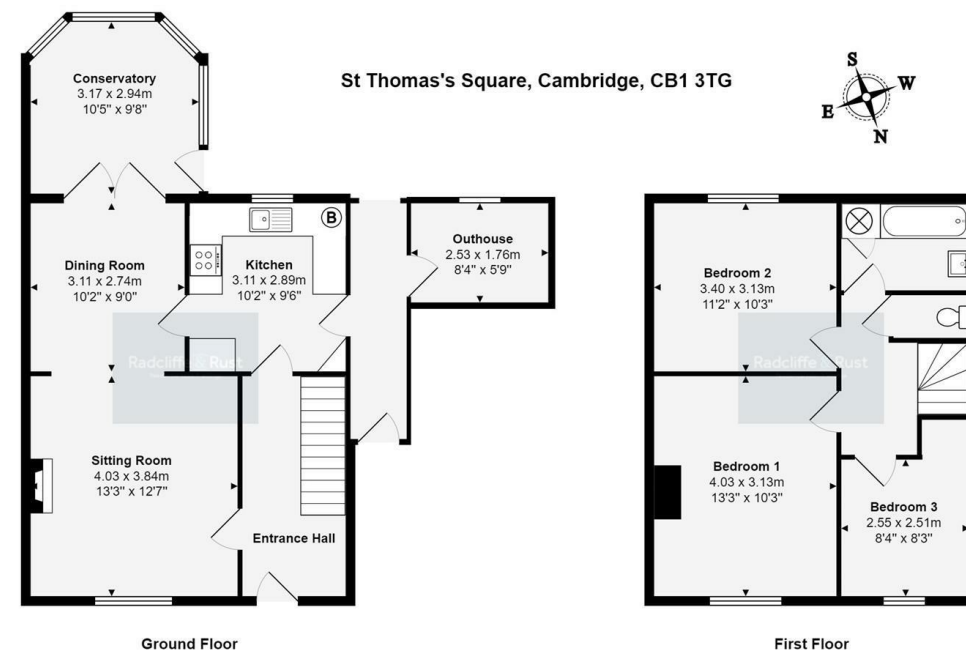 St Thomas's Square, Cambridge, CB1 3TG
S
W
E
N
Conservatory
3.17 x 2.94m
10'5" x 9'8"
Dining Room
3.11 x 2.74m
10'2" x 9'0"
Kitchen
3.11 x 2.89m
10'2" x 9'6"
B
Outhouse
2.53 x 1.76m
8'4" x 5'9"
Radcliffe & Rust
Sitting Room
4.03 x 3.84m
13'3" x 12'7"
Entrance Hall
Ground Floor
Bedroom 2
3.40 x 3.13m
11'2" x 10'3"
Radcliffe & Rust
Bedroom 1
4.03 x 3.13m
13'3" x 10'3"
Bedroom 3
2.55 x 2.51m
8'4" x 8'3"
First Floor